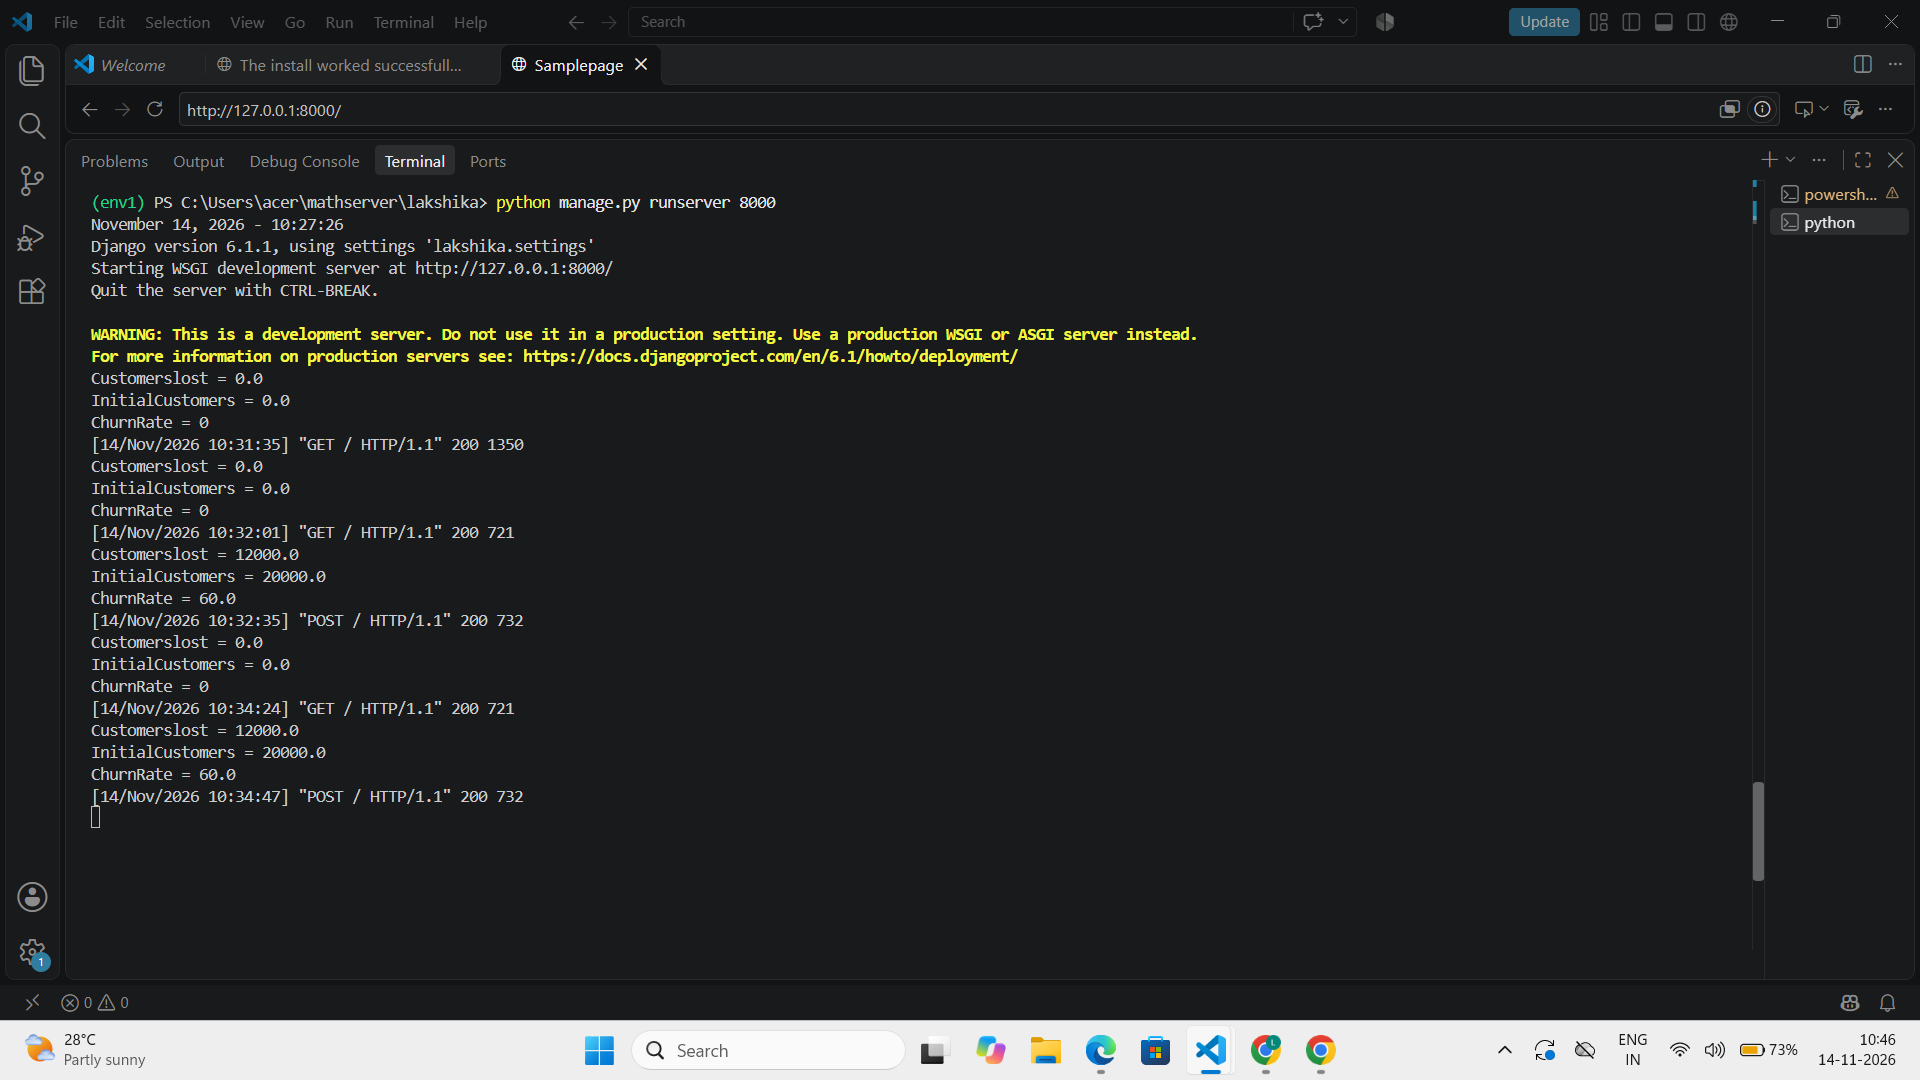 File Edit Selection View Go Run Terminal Help
Search
Update
Welcome
The install worked successfull...
Samplepage
http://127.0.0.1:8000/
Problems Output Debug Console Terminal Ports
(env1) PS C:\Users\acer\mathserver\lakshika> python manage.py runserver 8000
November 14, 2026 - 10:27:26
Django version 6.1.1, using settings 'lakshika.settings'
Starting WSGI development server at http://127.0.0.1:8000/
Quit the server with CTRL-BREAK.
WARNING: This is a development server. Do not use it in a production setting. Use a production WSGI or ASGI server instead.
For more information on production servers see: https://docs.djangoproject.com/en/6.1/howto/deployment/
Customerslost = 0.0
InitialCustomers = 0.0
ChurnRate = 0
[14/Nov/2026 10:31:35] "GET / HTTP/1.1" 200 1350
Customerslost = 0.0
InitialCustomers = 0.0
ChurnRate = 0
[14/Nov/2026 10:32:01] "GET / HTTP/1.1" 200 721
Customerslost = 12000.0
InitialCustomers = 20000.0
ChurnRate = 60.0
[14/Nov/2026 10:32:35] "POST / HTTP/1.1" 200 732
Customerslost = 0.0
InitialCustomers = 0.0
ChurnRate = 0
[14/Nov/2026 10:34:24] "GET / HTTP/1.1" 200 721
Customerslost = 12000.0
InitialCustomers = 20000.0
ChurnRate = 60.0
[14/Nov/2026 10:34:47] "POST / HTTP/1.1" 200 732
powersh...
python
1
0 0
28°C
Partly sunny
Search
L
ENG
IN
73%
10:46
14-11-2026